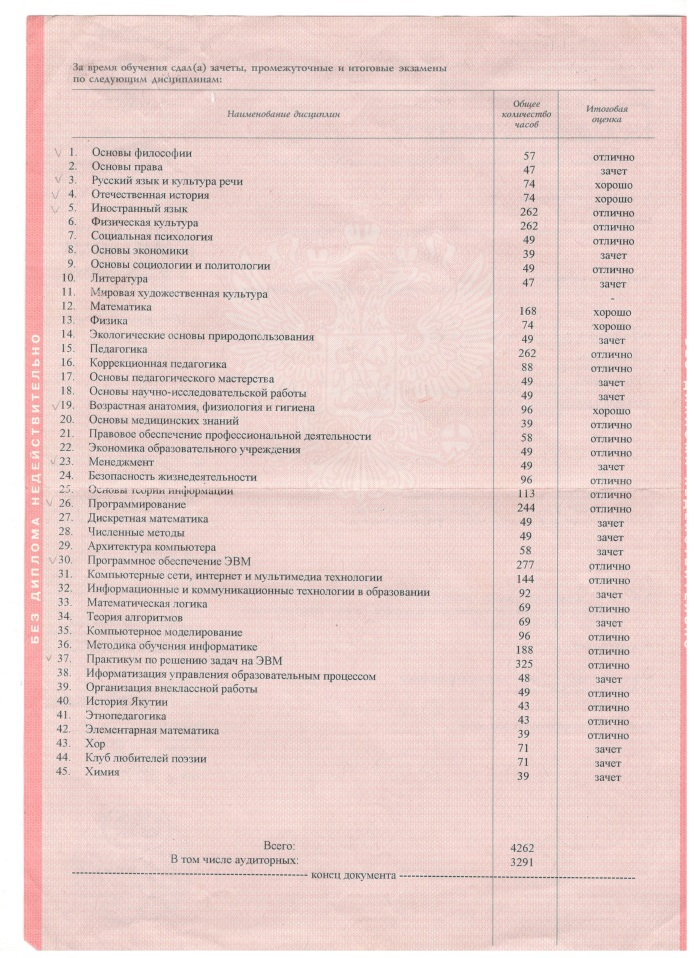 За время обучения сдал(а) зачеты, промежуточные и итоговые экзамены
по следующим дисциплинам:
Наименование дисциплин
Общее
количество
часов
Итоговая
оценка
1. Основы философии 57 отлично
2. Основы права 47 зачет
3. Русский язык и культура речи 74 хорошо
4. Отечественная история 74 хорошо
5. Иностранный язык 262 отлично
6. Физическая культура 262 отлично
7. Социальная психология 49 отлично
8. Основы экономики 39 зачет
9. Основы социологии и политологии 49 отлично
10. Литература 47 зачет
11. Мировая художественная культура -
12. Математика 168 хорошо
13. Физика 74 хорошо
14. Экологические основы природопользования 49 зачет
15. Педагогика 262 отлично
16. Коррекционная педагогика 88 отлично
17. Основы педагогического мастерства 49 зачет
18. Основы научно-исследовательской работы 49 зачет
19. Возрастная анатомия, физиология и гигиена 96 хорошо
20. Основы медицинских знаний 39 отлично
21. Правовое обеспечение профессиональной деятельности 58 отлично
22. Экономика образовательного учреждения 49 отлично
23. Менеджмент 49 зачет
24. Безопасность жизнедеятельности 96 отлично
25. Основы теории информации 113 отлично
26. Программирование 244 отлично
27. Дискретная математика 49 зачет
28. Численные методы 49 зачет
29. Архитектура компьютера 58 зачет
30. Программное обеспечение ЭВМ 277 отлично
31. Компьютерные сети, интернет и мультимедиа технологии 144 отлично
32. Информационные и коммуникационные технологии в образовании 92 зачет
33. Математическая логика 69 отлично
34. Теория алгоритмов 69 зачет
35. Компьютерное моделирование 96 отлично
36. Методика обучения информатике 188 отлично
37. Практикум по решению задач на ЭВМ 325 отлично
38. Иформатизация управления образовательным процессом 48 зачет
39. Организация внеклассной работы 49 отлично
40. История Якутии 43 отлично
41. Этнопедагогика 43 отлично
42. Элементарная математика 39 отлично
43. Хор 71 зачет
44. Клуб любителей поэзии 71 зачет
45. Химия 39 зачет
Всего: 4262
В том числе аудиторных: 3291
конец документа
БЕЗ ДИПЛОМА НЕДЕЙСТВИТЕЛЬНО